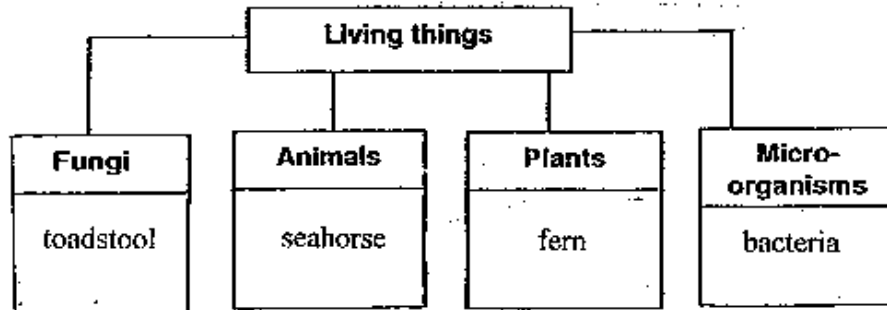 Living things
Fungi
toadstool
Animals
seahorse
Plants
fern
Micro-
organisms
bacteria